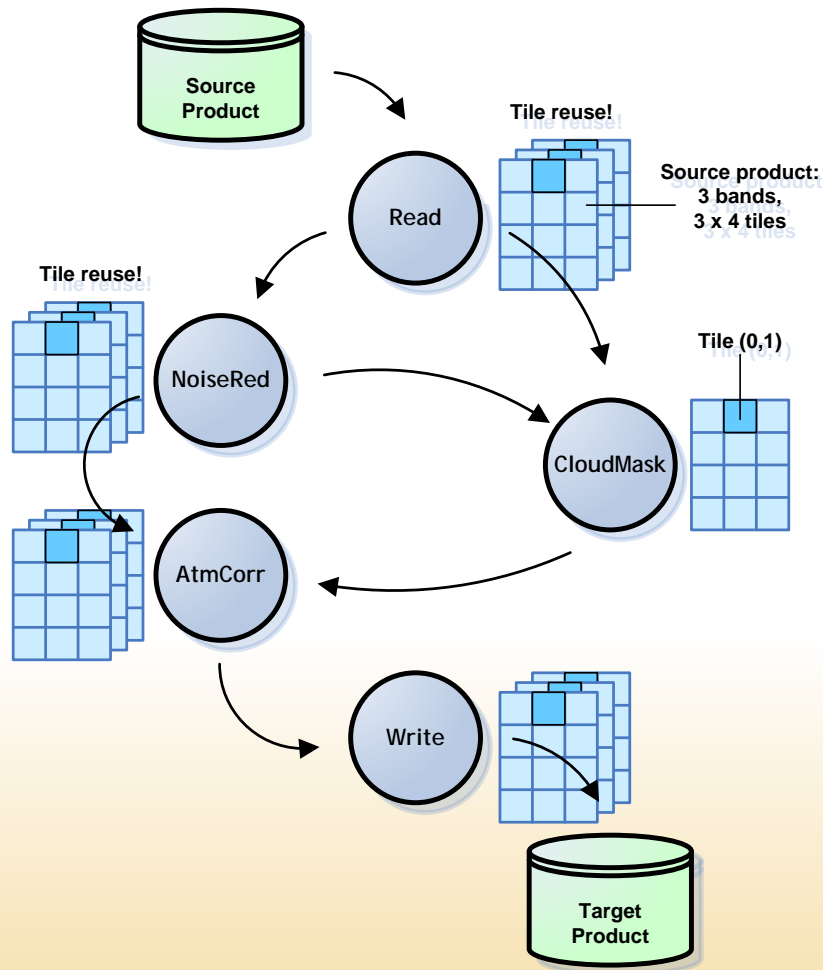 Source
Product
Tile reuse!
Read
Source product:
3 bands,
3 x 4 tiles
Tile reuse!
NoiseRed
Tile (0,1)
CloudMask
AtmCorr
Write
Target
Product